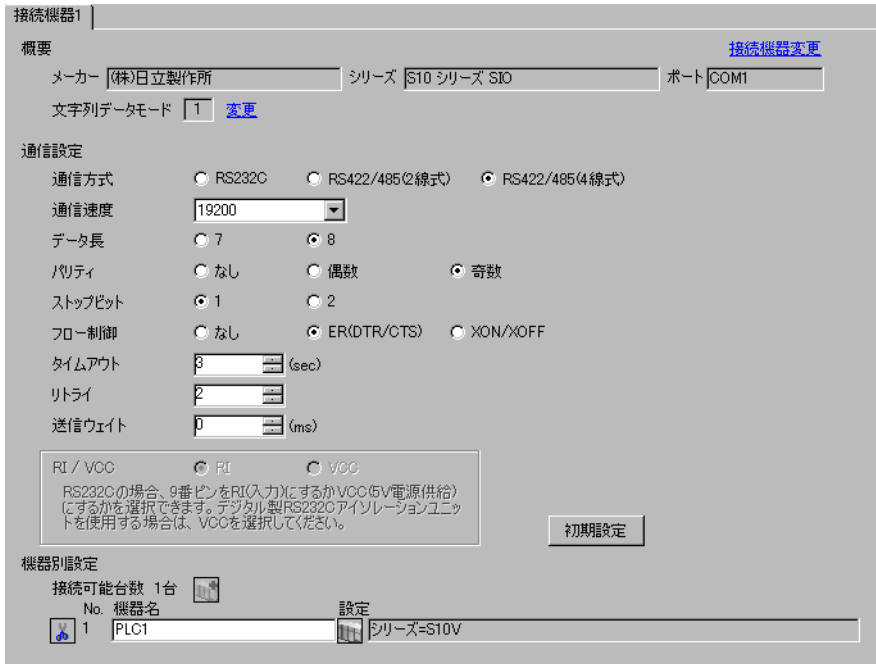 接続機器1
概要 接続機器変更
メーカー (株)日立製作所 シリーズ S10 シリーズ SIO ポート COM1
文字列データモード 1 変更
通信設定
通信方式 RS232C RS422/485(2線式) RS422/485(4線式)
通信速度 19200
データ長 7 8
パリティ なし 偶数 奇数
ストップビット 1 2
フロー制御 なし ER(DTR/CTS) XON/XOFF
タイムアウト 3 (sec)
リトライ 2
送信ウェイト 0 (ms)
RI / VCC RI VCC
RS232Cの場合、9番ピンをRI(入力)にするかVCC(5V電源供給)
にするかを選択できます。デジタル製RS232Cアイソレーションユニッ
トを使用する場合は、VCCを選択してください。
初期設定
機器別設定
接続可能台数 1台
No. 機器名 設定
1 PLC1 シリーズ=S10V